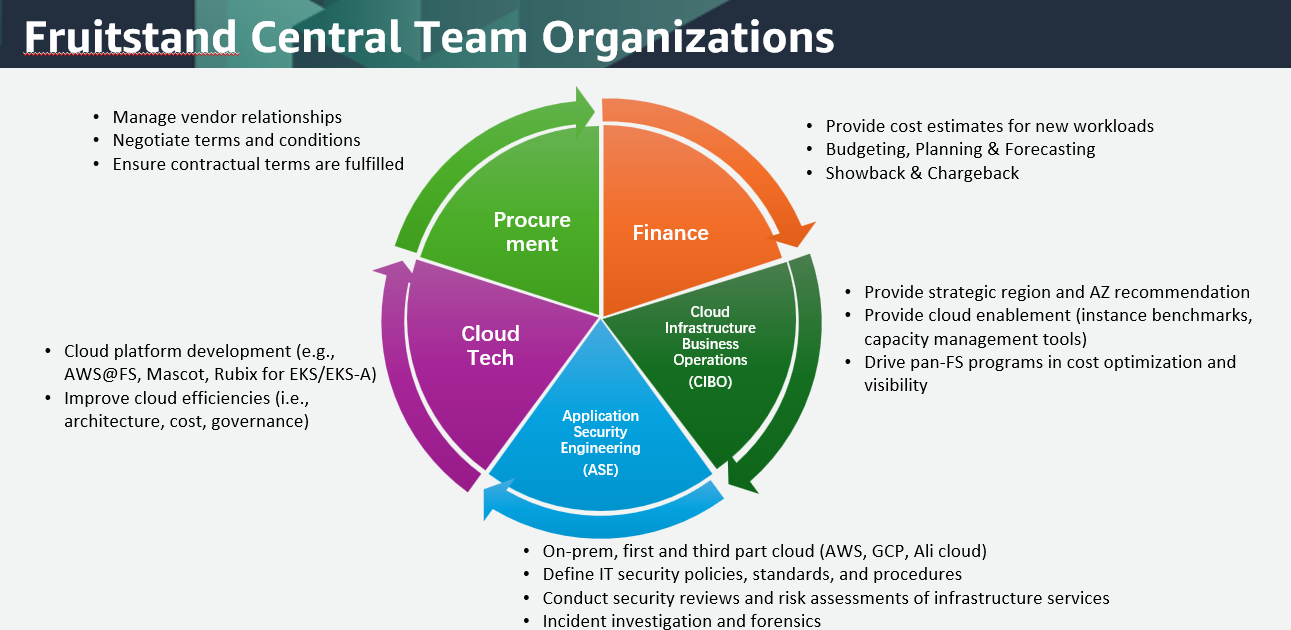 Fruitstand Central Team Organizations
• Manage vendor relationships
• Negotiate terms and conditions
• Ensure contractual terms are fulfilled
• Provide cost estimates for new workloads
• Budgeting, Planning & Forecasting
• Showback & Chargeback
Procure
ment
Finance
• Provide strategic region and AZ recommendation
• Provide cloud enablement (instance benchmarks,
capacity management tools)
• Drive pan-FS programs in cost optimization and
visibility
Cloud
Infrastructure
Business
Operations
(CIBO)
Cloud
Tech
• Cloud platform development (e.g.,
AWS@FS, Mascot, Rubix for EKS/EKS-A)
• Improve cloud efficiencies (i.e.,
architecture, cost, governance)
Application
Security
Engineering
(ASE)
• On-prem, first and third part cloud (AWS, GCP, Ali cloud)
• Define IT security policies, standards, and procedures
• Conduct security reviews and risk assessments of infrastructure services
• Incident investigation and forensics